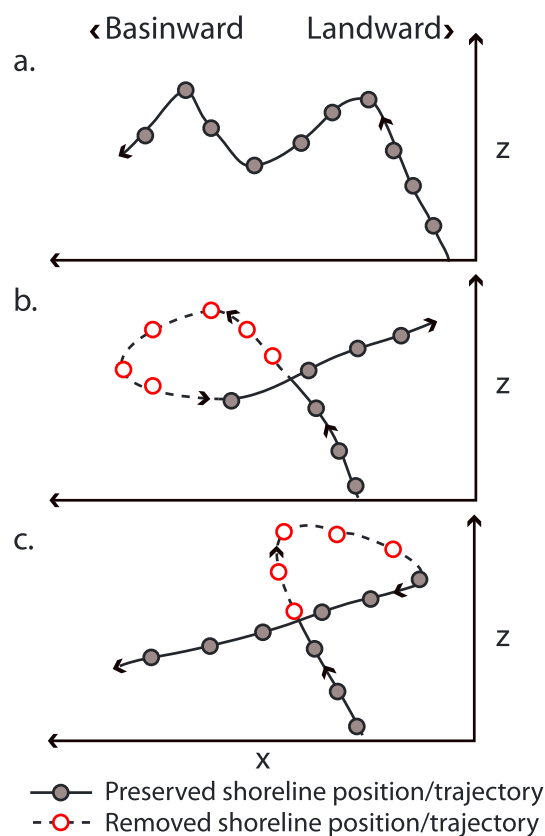 Basinward Landward
a.
z
b.
z
c.
z
x
Preserved shoreline position/trajectory
Removed shoreline position/trajectory